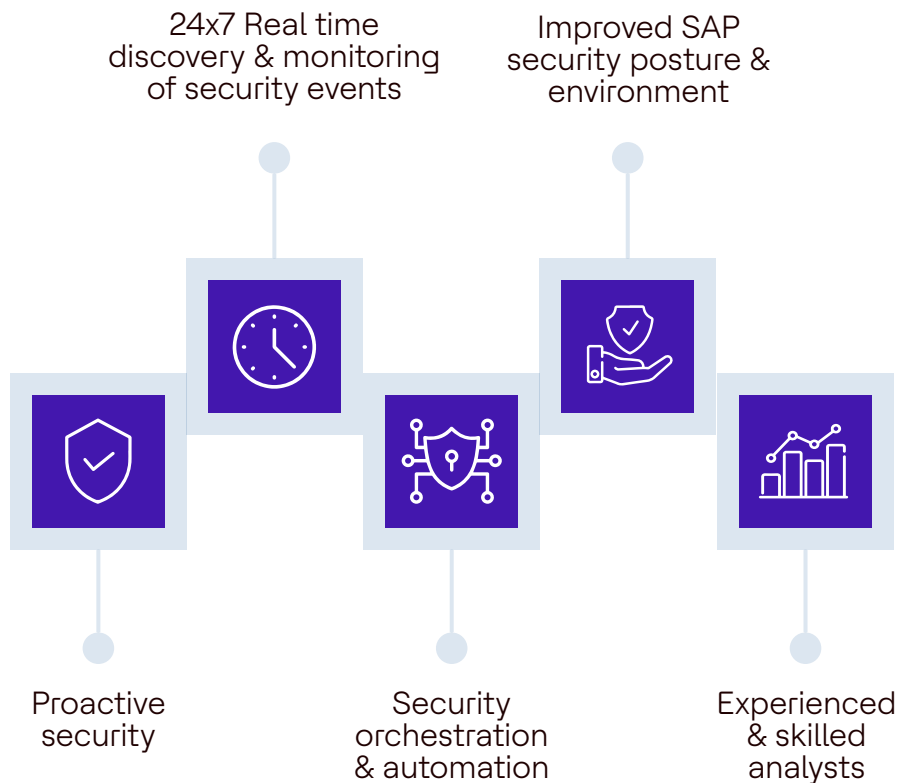 24x7 Real time
discovery & monitoring
of security events
Improved SAP
security posture &
environment
Proactive
security
Security
orchestration
& automation
Experienced
& skilled
analysts